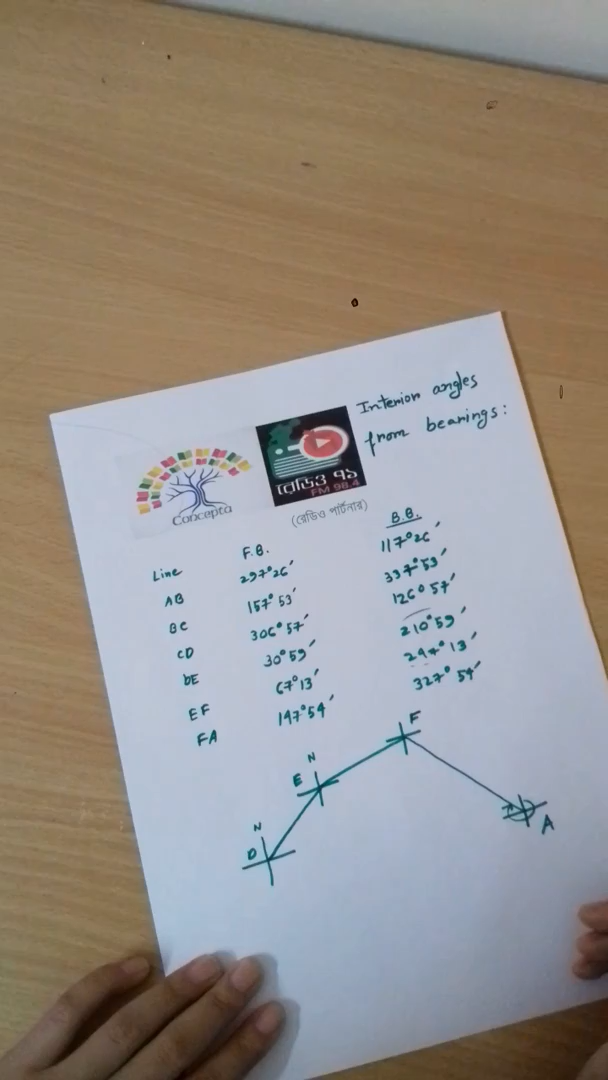 Interior angles
from bearings:
Concepta
রেডিও ৭১
FM 98.4
(রেডিও পার্টনার)
Line F.B. B.B.
AB 297°26′ 117°26′
BC 157°53′ 337°53′
CD 306°57′ 126°57′
DE 30°59′ 210°59′
EF 67°13′ 247°13′
FA 147°54′ 327°54′
F
N
E
N
D
A